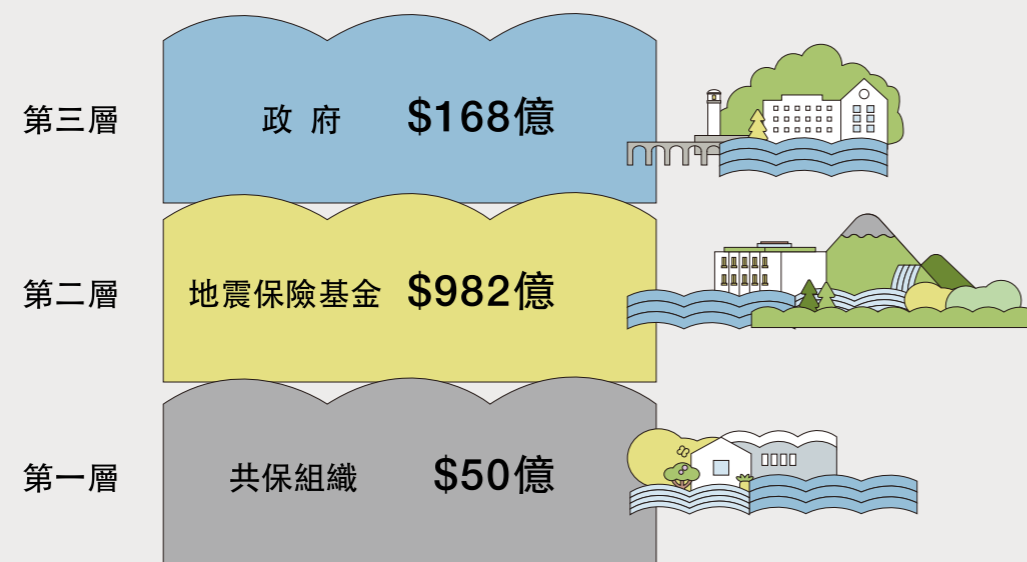 第三層 政府 $168億
第二層 地震保險基金 $982億
第一層 共保組織 $50億